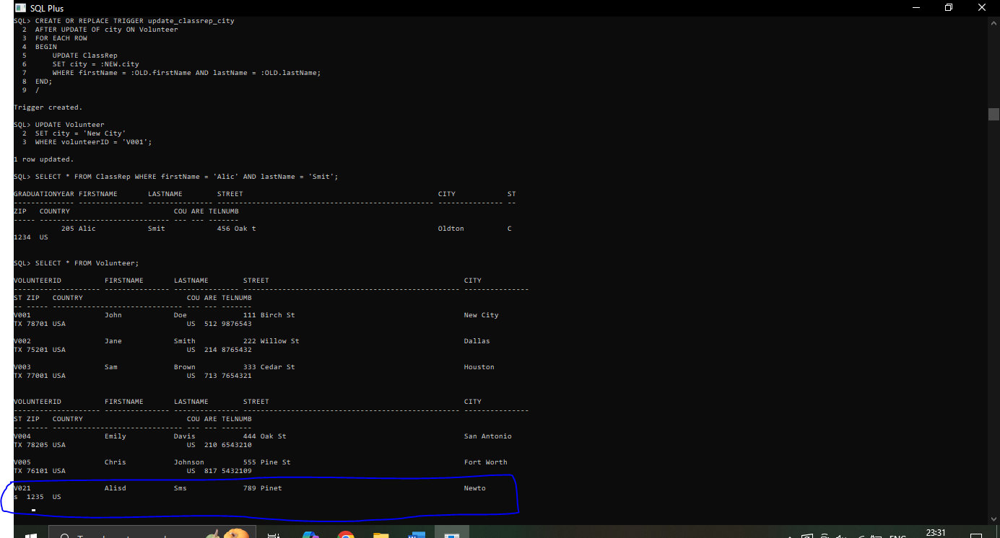 SQL Plus
SQL> CREATE OR REPLACE TRIGGER update_classrep_city
2 AFTER UPDATE OF city ON Volunteer
3 FOR EACH ROW
4 BEGIN
5 UPDATE ClassRep
6 SET city = :NEW.city
7 WHERE firstName = :OLD.firstName AND lastName = :OLD.lastName;
8 END;
9 /
Trigger created.
SQL> UPDATE Volunteer
2 SET city = 'New City'
3 WHERE volunteerID = 'V001';
1 row updated.
SQL> SELECT * FROM ClassRep WHERE firstName = 'Alic' AND lastName = 'Smit';
GRADUATIONYEAR FIRSTNAME LASTNAME STREET CITY ST
ZIP COUNTRY COU ARE TELNUMB
205 Alic Smit 456 Oak t Oldton C
1234 US
SQL> SELECT * FROM Volunteer;
VOLUNTEERID FIRSTNAME LASTNAME STREET CITY
ST ZIP COUNTRY COU ARE TELNUMB
V001 John Doe 111 Birch St New City
TX 78701 USA US 512 9876543
V002 Jane Smith 222 Willow St Dallas
TX 75201 USA US 214 8765432
V003 Sam Brown 333 Cedar St Houston
TX 77001 USA US 713 7654321
VOLUNTEERID FIRSTNAME LASTNAME STREET CITY
ST ZIP COUNTRY COU ARE TELNUMB
V004 Emily Davis 444 Oak St San Antonio
TX 78205 USA US 210 6543210
V005 Chris Johnson 555 Pine St Fort Worth
TX 76101 USA US 817 5432109
V021 Alisd Sms 789 Pinet Newto
s 1235 US
23:31